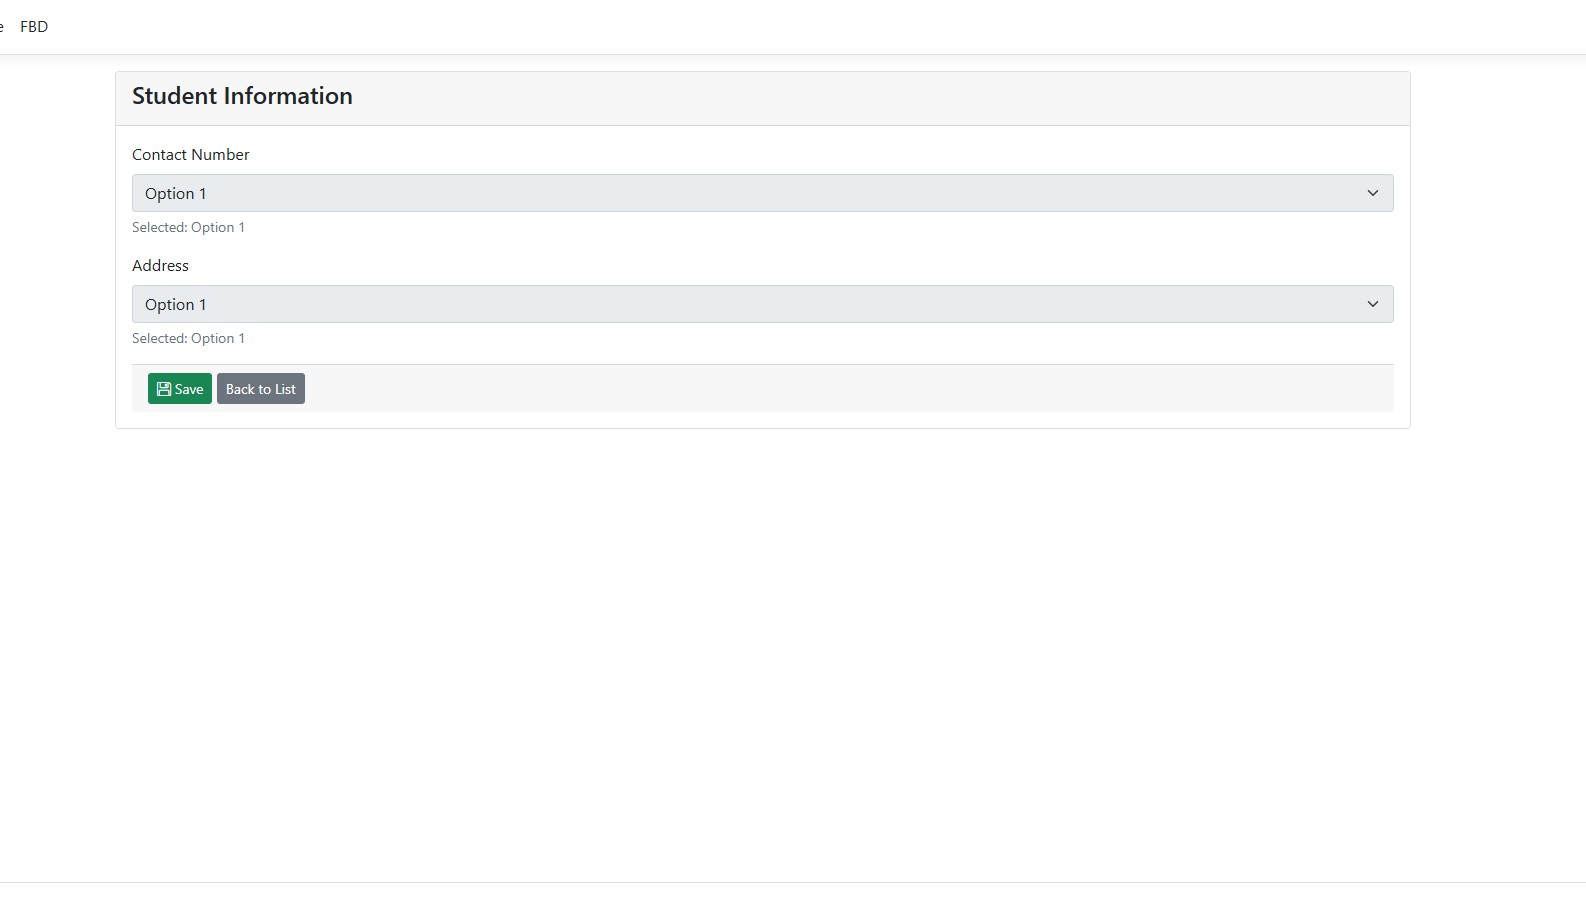 e FBD
Student Information
Contact Number
Option 1
Selected: Option 1
Address
Option 1
Selected: Option 1
Save Back to List